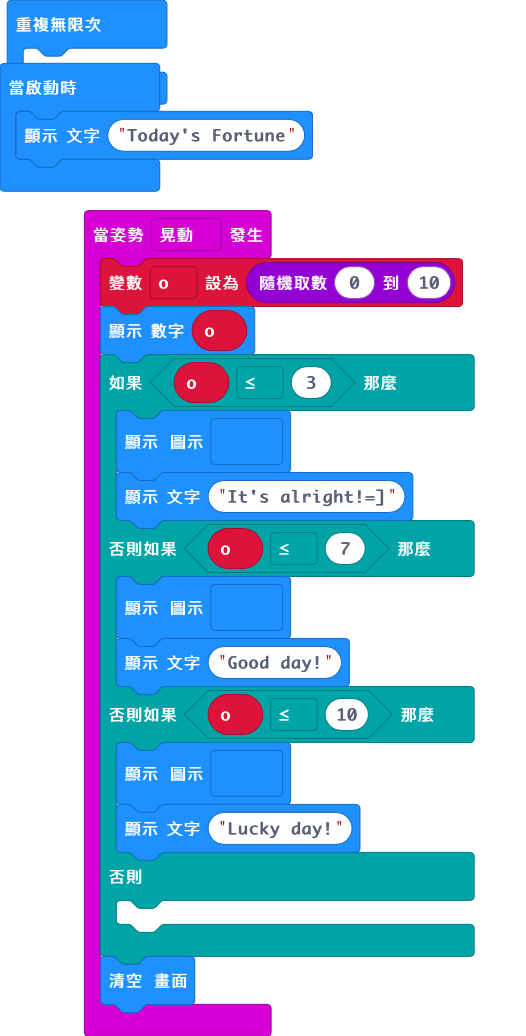 重複無限次
當啟動時
顯示 文字 "Today's Fortune"
當姿勢 晃動 發生
變數 o 設為 隨機取數 0 到 10
顯示 數字 o
如果 o ≤ 3 那麼
顯示 圖示
顯示 文字 "It's alright!=]"
否則如果 o ≤ 7 那麼
顯示 圖示
顯示 文字 "Good day!"
否則如果 o ≤ 10 那麼
顯示 圖示
顯示 文字 "Lucky day!"
否則
清空 畫面